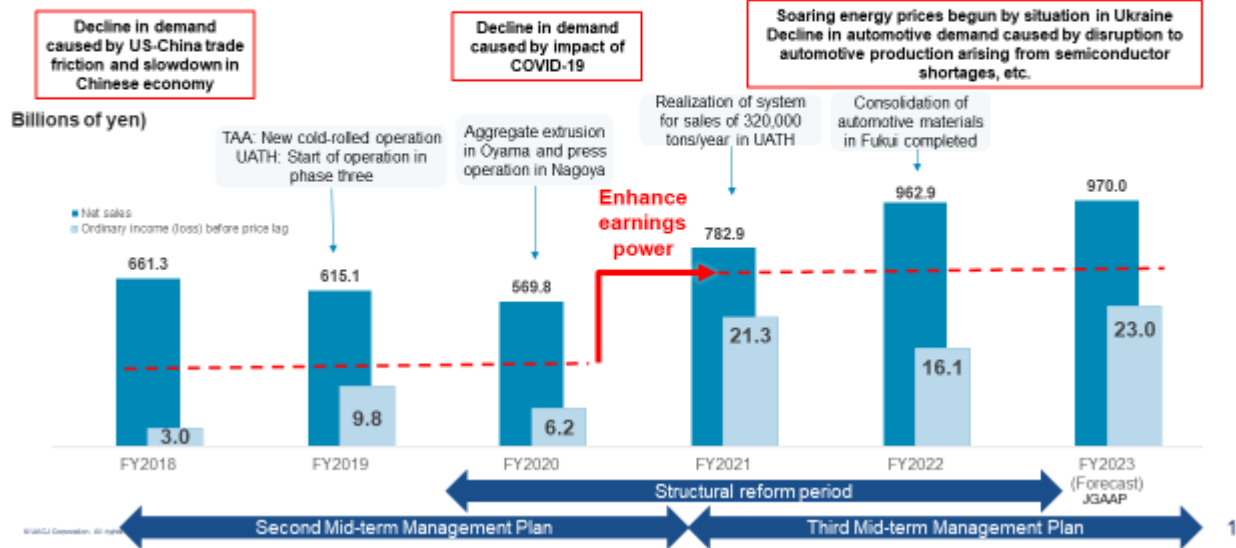 Decline in demand
caused by US-China trade
friction and slowdown in
Chinese economy
Decline in demand
caused by impact of
COVID-19
Soaring energy prices begun by situation in Ukraine
Decline in automotive demand caused by disruption to
automotive production arising from semiconductor
shortages, etc.
Billions of yen)
TAA: New cold-rolled operation
UATH: Start of operation in
phase three
Aggregate extrusion
in Oyama and press
operation in Nagoya
Realization of system
for sales of 320,000
tons/year in UATH
Consolidation of
automotive materials
in Fukui completed
Enhance
earnings
power
Net sales
Ordinary income (loss) before price lag
661.3
615.1
569.8
782.9
962.9
970.0
3.0
9.8
6.2
21.3
16.1
23.0
FY2018
FY2019
FY2020
FY2021
FY2022
FY2023
(Forecast)
JGAAP
Structural reform period
Second Mid-term Management Plan
Third Mid-term Management Plan
©UACJ Corporation. All rights
1